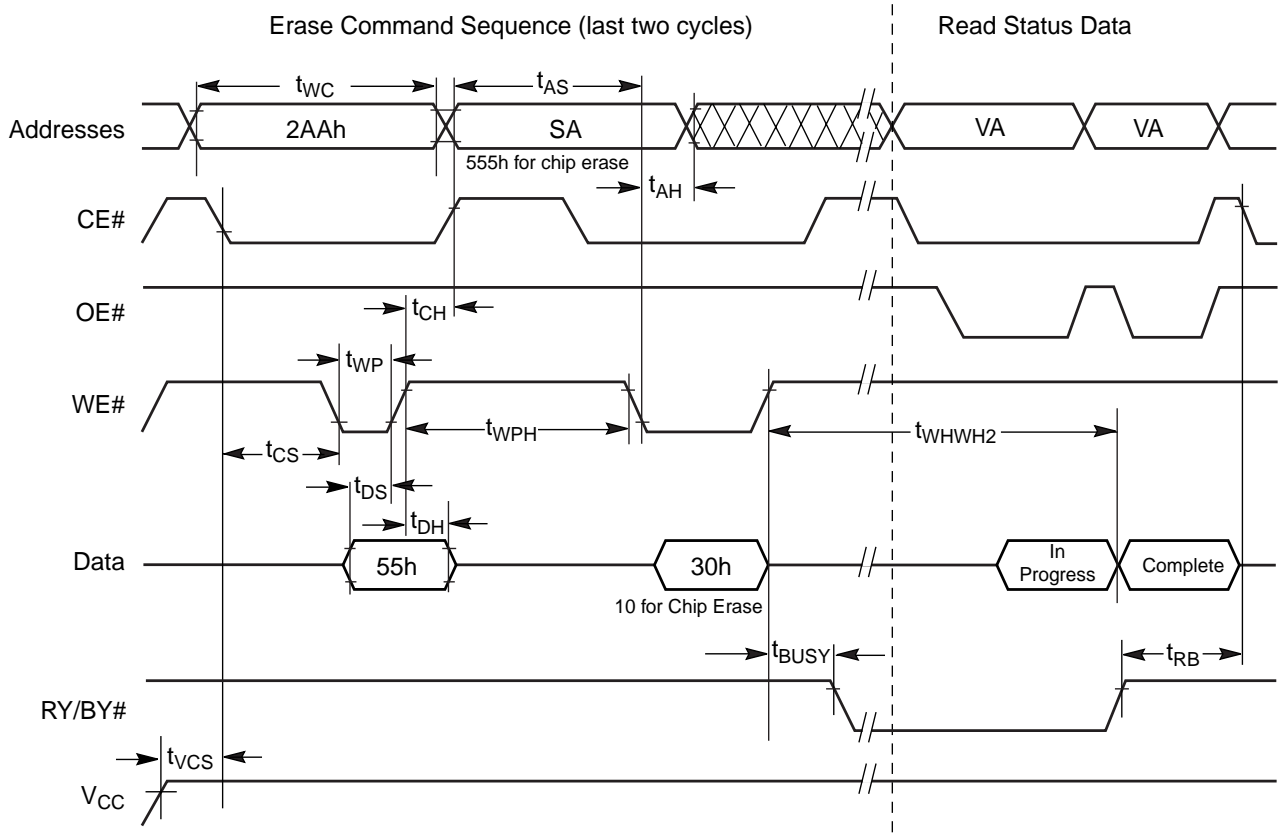 Erase Command Sequence (last two cycles)
Read Status Data
tWC
tAS
Addresses
2AAh
SA
VA
VA
555h for chip erase
tAH
CE#
tCH
OE#
tWP
WE#
tWPH
tWHWH2
tCS
tDS
tDH
Data
55h
30h
In
Progress
Complete
10 for Chip Erase
tBUSY
tRB
RY/BY#
tVCS
VCC